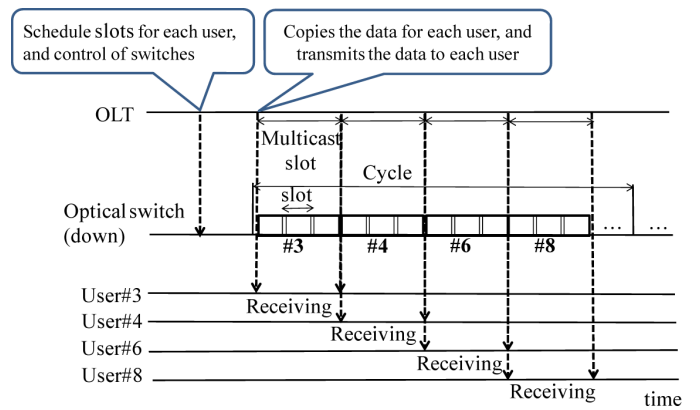 Schedule slots for each user,
and control of switches
Copies the data for each user, and
transmits the data to each user
OLT
Multicast
slot
Cycle
slot
Optical switch
(down)
#3
#4
#6
#8
... ...
User#3
Receiving
User#4
Receiving
User#6
Receiving
User#8
Receiving
time